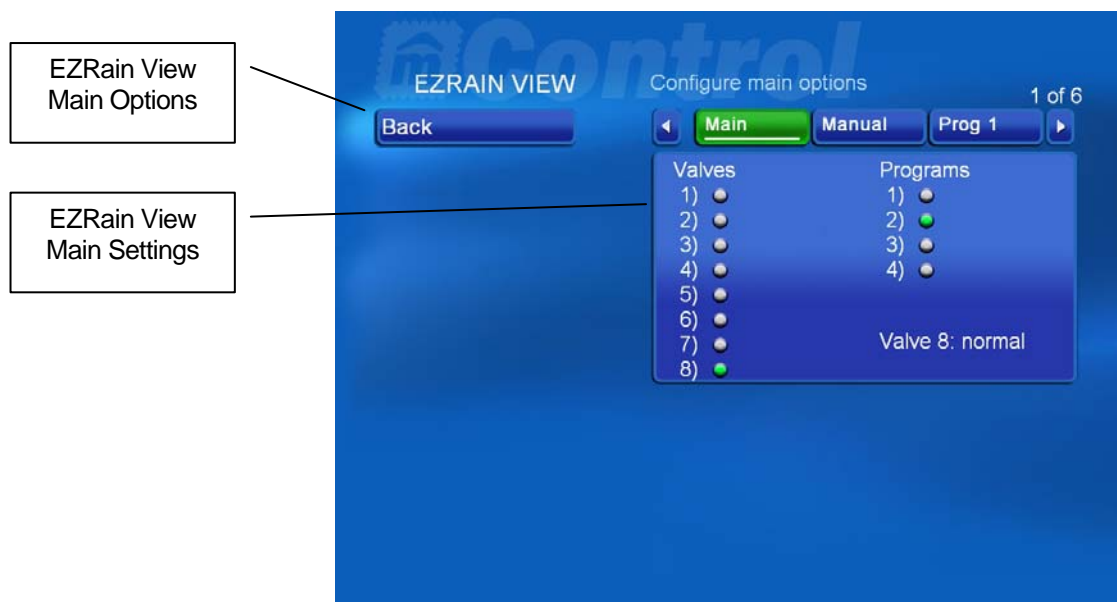 EZRain View
Main Options
EZRain View
Main Settings
mControl
EZRAIN VIEW
Configure main options
1 of 6
Back
Main
Manual
Prog 1
Valves
1)
2)
3)
4)
5)
6)
7)
8)
Programs
1)
2)
3)
4)
Valve 8: normal